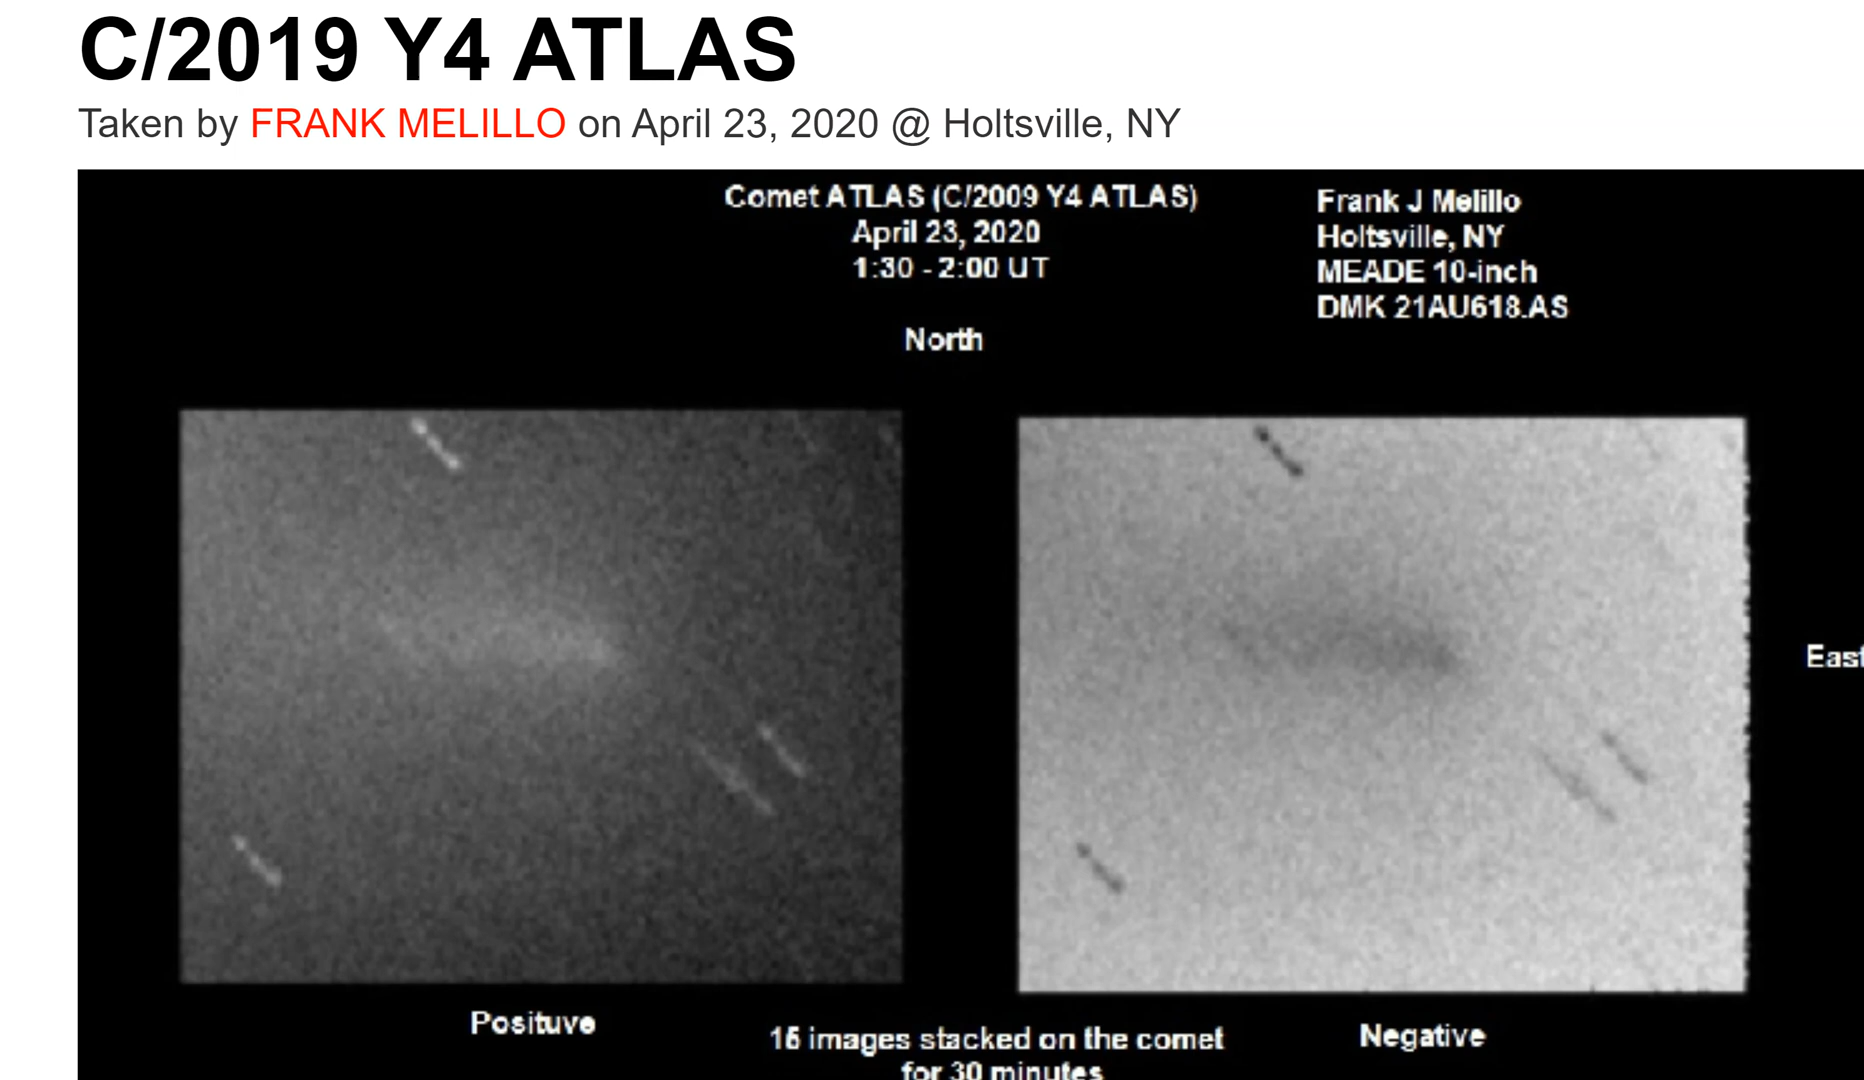 C/2019 Y4 ATLAS
Taken by FRANK MELILLO on April 23, 2020 @ Holtsville, NY
Comet ATLAS (C/2009 Y4 ATLAS)
April 23, 2020
1:30 - 2:00 UT
Frank J Melillo
Holtsville, NY
MEADE 10-inch
DMK 21AU618.AS
North
East
Posituve
Negative
15 images stacked on the comet
for 30 minutes